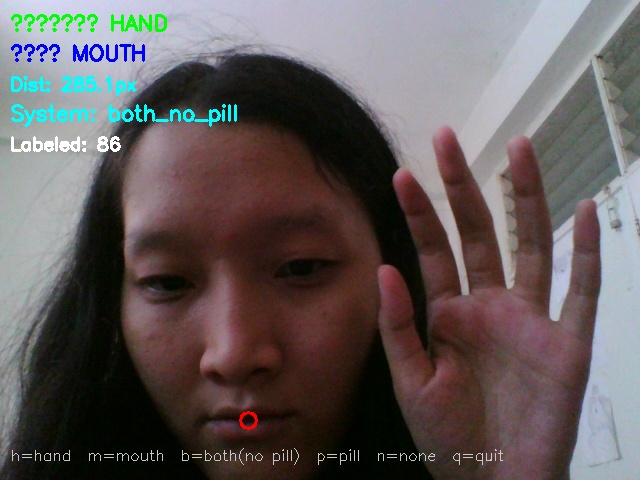 ??????? HAND
???? MOUTH
Dist: 285.1px
System: both_no_pill
Labeled: 86
h=hand m=mouth b=both(no pill) p=pill n=none q=quit